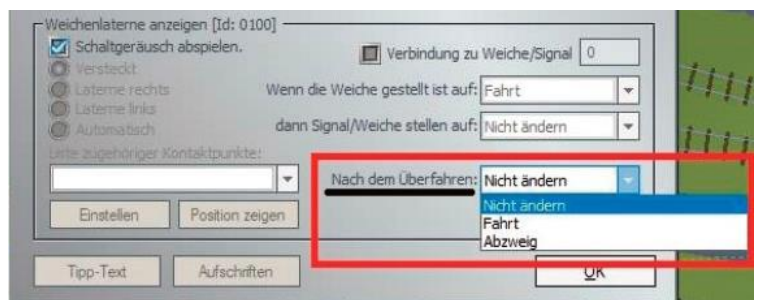 Weichenlaterne anzeigen [Id: 0100]
Schaltgeräusch abspielen.
Verbindung zu Weiche/Signal 0
Versteckt
Laterne rechts
Wenn die Weiche gestellt ist auf: Fahrt
Laterne links
Automatisch
dann Signal/Weiche stellen auf: Nicht ändern
Liste zugehöriger Kontaktpunkte:
Nach dem Überfahren: Nicht ändern
Nicht ändern
Fahrt
Abzweig
Einstellen
Position zeigen
Tipp-Text
Aufschriften
OK